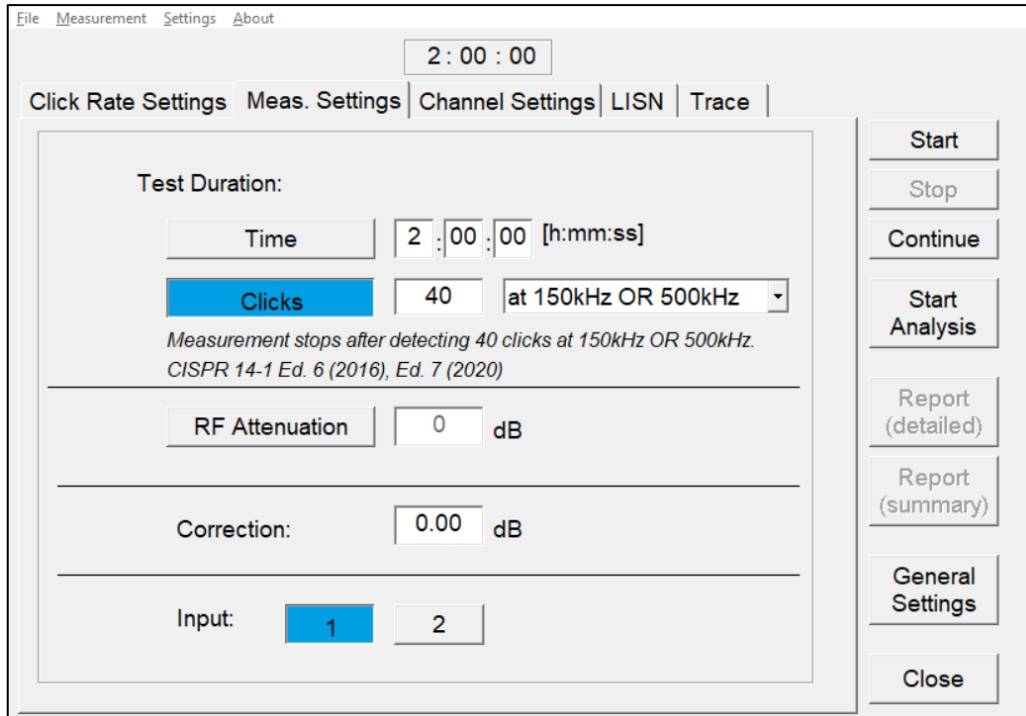 File Measurement Settings About
2 : 00 : 00
Click Rate Settings Meas. Settings Channel Settings LISN Trace
Test Duration:
Time 2 : 00 : 00 [h:mm:ss]
Clicks 40 at 150kHz OR 500kHz
Measurement stops after detecting 40 clicks at 150kHz OR 500kHz.
CISPR 14-1 Ed. 6 (2016), Ed. 7 (2020)
RF Attenuation 0 dB
Correction: 0.00 dB
Input: 1 2
Start
Stop
Continue
Start
Analysis
Report
(detailed)
Report
(summary)
General
Settings
Close